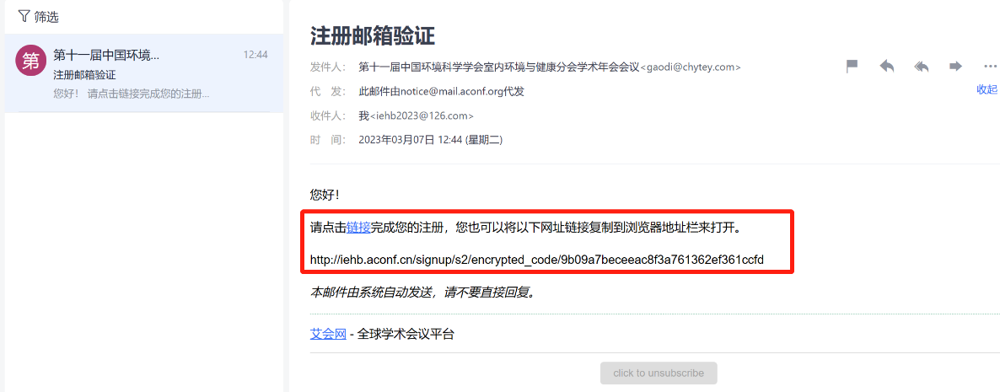 筛选
第
第十一届中国环境...
12:44
注册邮箱验证
您好！ 请点击链接完成您的注册...
注册邮箱验证
发件人： 第十一届中国环境科学学会室内环境与健康分会学术年会会议<gaodi@chytey.com>
代 发： 此邮件由notice@mail.aconf.org代发
收起
收件人： 我<iehb2023@126.com>
时 间： 2023年03月07日 12:44 (星期二)
您好！
请点击链接完成您的注册，您也可以将以下网址链接复制到浏览器地址栏来打开。
http://iehb.aconf.cn/signup/s2/encrypted_code/9b09a7beceeac8f3a761362ef361ccfd
本邮件由系统自动发送，请不要直接回复。
艾会网 - 全球学术会议平台
click to unsubscribe